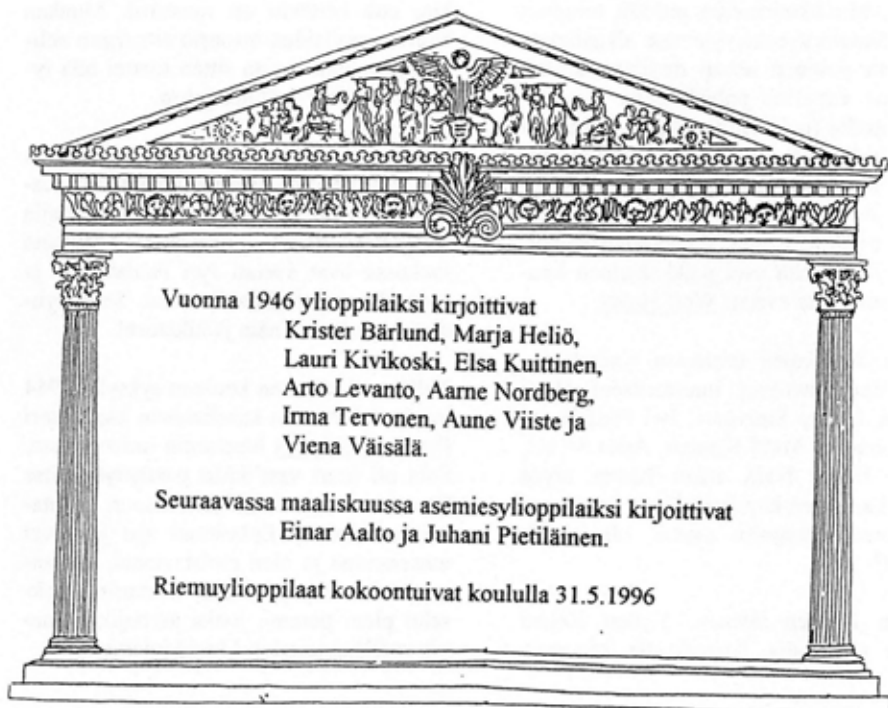 Vuonna 1946 ylioppilaiksi kirjoittivat
Krister Bärlund, Marja Heliö,
Lauri Kivikoski, Elsa Kuittinen,
Arto Levanto, Aarne Nordberg,
Irma Tervonen, Aune Viiste ja
Viena Väisälä.
Seuraavassa maaliskuussa asemiesylioppilaiksi kirjoittivat
Einar Aalto ja Juhani Pietiläinen.
Riemuylioppilaat kokoontuivat koululla 31.5.1996